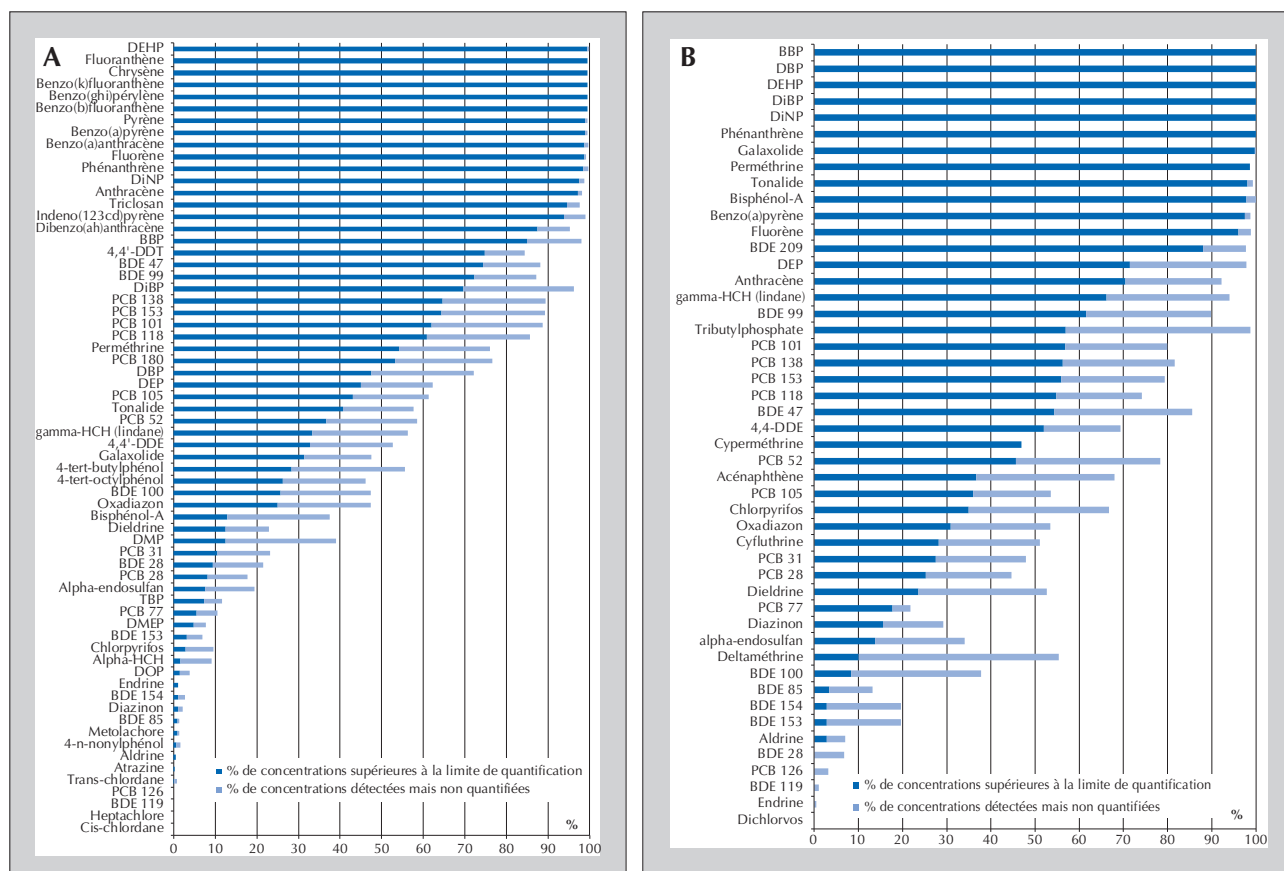 A
DEHP
Fluoranthène
Chrysène
Benzo(k)fluoranthène
Benzo(ghi)pérylène
Benzo(b)fluoranthène
Pyrène
Benzo(a)pyrène
Benzo(a)anthracène
Fluorène
Phénanthrène
DiNP
Anthracène
Triclosan
Indeno(123cd)pyrène
Dibenzo(ah)anthracène
BBP
4,4'-DDT
BDE 47
BDE 99
DiBP
PCB 138
PCB 153
PCB 101
PCB 118
Perméthrine
PCB 180
DBP
DEP
PCB 105
Tonalide
PCB 52
gamma-HCH (lindane)
4,4'-DDE
Galaxolide
4-tert-butylphénol
4-tert-octylphénol
BDE 100
Oxadiazon
Bisphénol-A
Dieldrine
DMP
PCB 31
BDE 28
PCB 28
Alpha-endosulfan
TBP
PCB 77
DMEP
BDE 153
Chlorpyrifos
Alpha-HCH
DOP
Endrine
BDE 154
Diazinon
BDE 85
Metolachore
4-n-nonylphénol
Aldrine
Atrazine
Trans-chlordane
PCB 126
BDE 119
Heptachlore
Cis-chlordane
% de concentrations supérieures à la limite de quantification
% de concentrations détectées mais non quantifiées
%
0 10 20 30 40 50 60 70 80 90 100
B
BBP
DBP
DEHP
DiBP
DiNP
Phénanthrène
Galaxolide
Perméthrine
Tonalide
Bisphénol-A
Benzo(a)pyrène
Fluorène
BDE 209
DEP
Anthracène
gamma-HCH (lindane)
BDE 99
Tributylphosphate
PCB 101
PCB 138
PCB 153
PCB 118
BDE 47
4,4-DDE
Cyperméthrine
PCB 52
Acénaphthène
PCB 105
Chlorpyrifos
Oxadiazon
Cyfluthrine
PCB 31
PCB 28
Dieldrine
PCB 77
Diazinon
alpha-endosulfan
Deltaméthrine
BDE 100
BDE 85
BDE 154
BDE 153
Aldrine
BDE 28
PCB 126
BDE 119
Endrine
Dichlorvos
% de concentrations supérieures à la limite de quantification
% de concentrations détectées mais non quantifiées
%
0 10 20 30 40 50 60 70 80 90 100